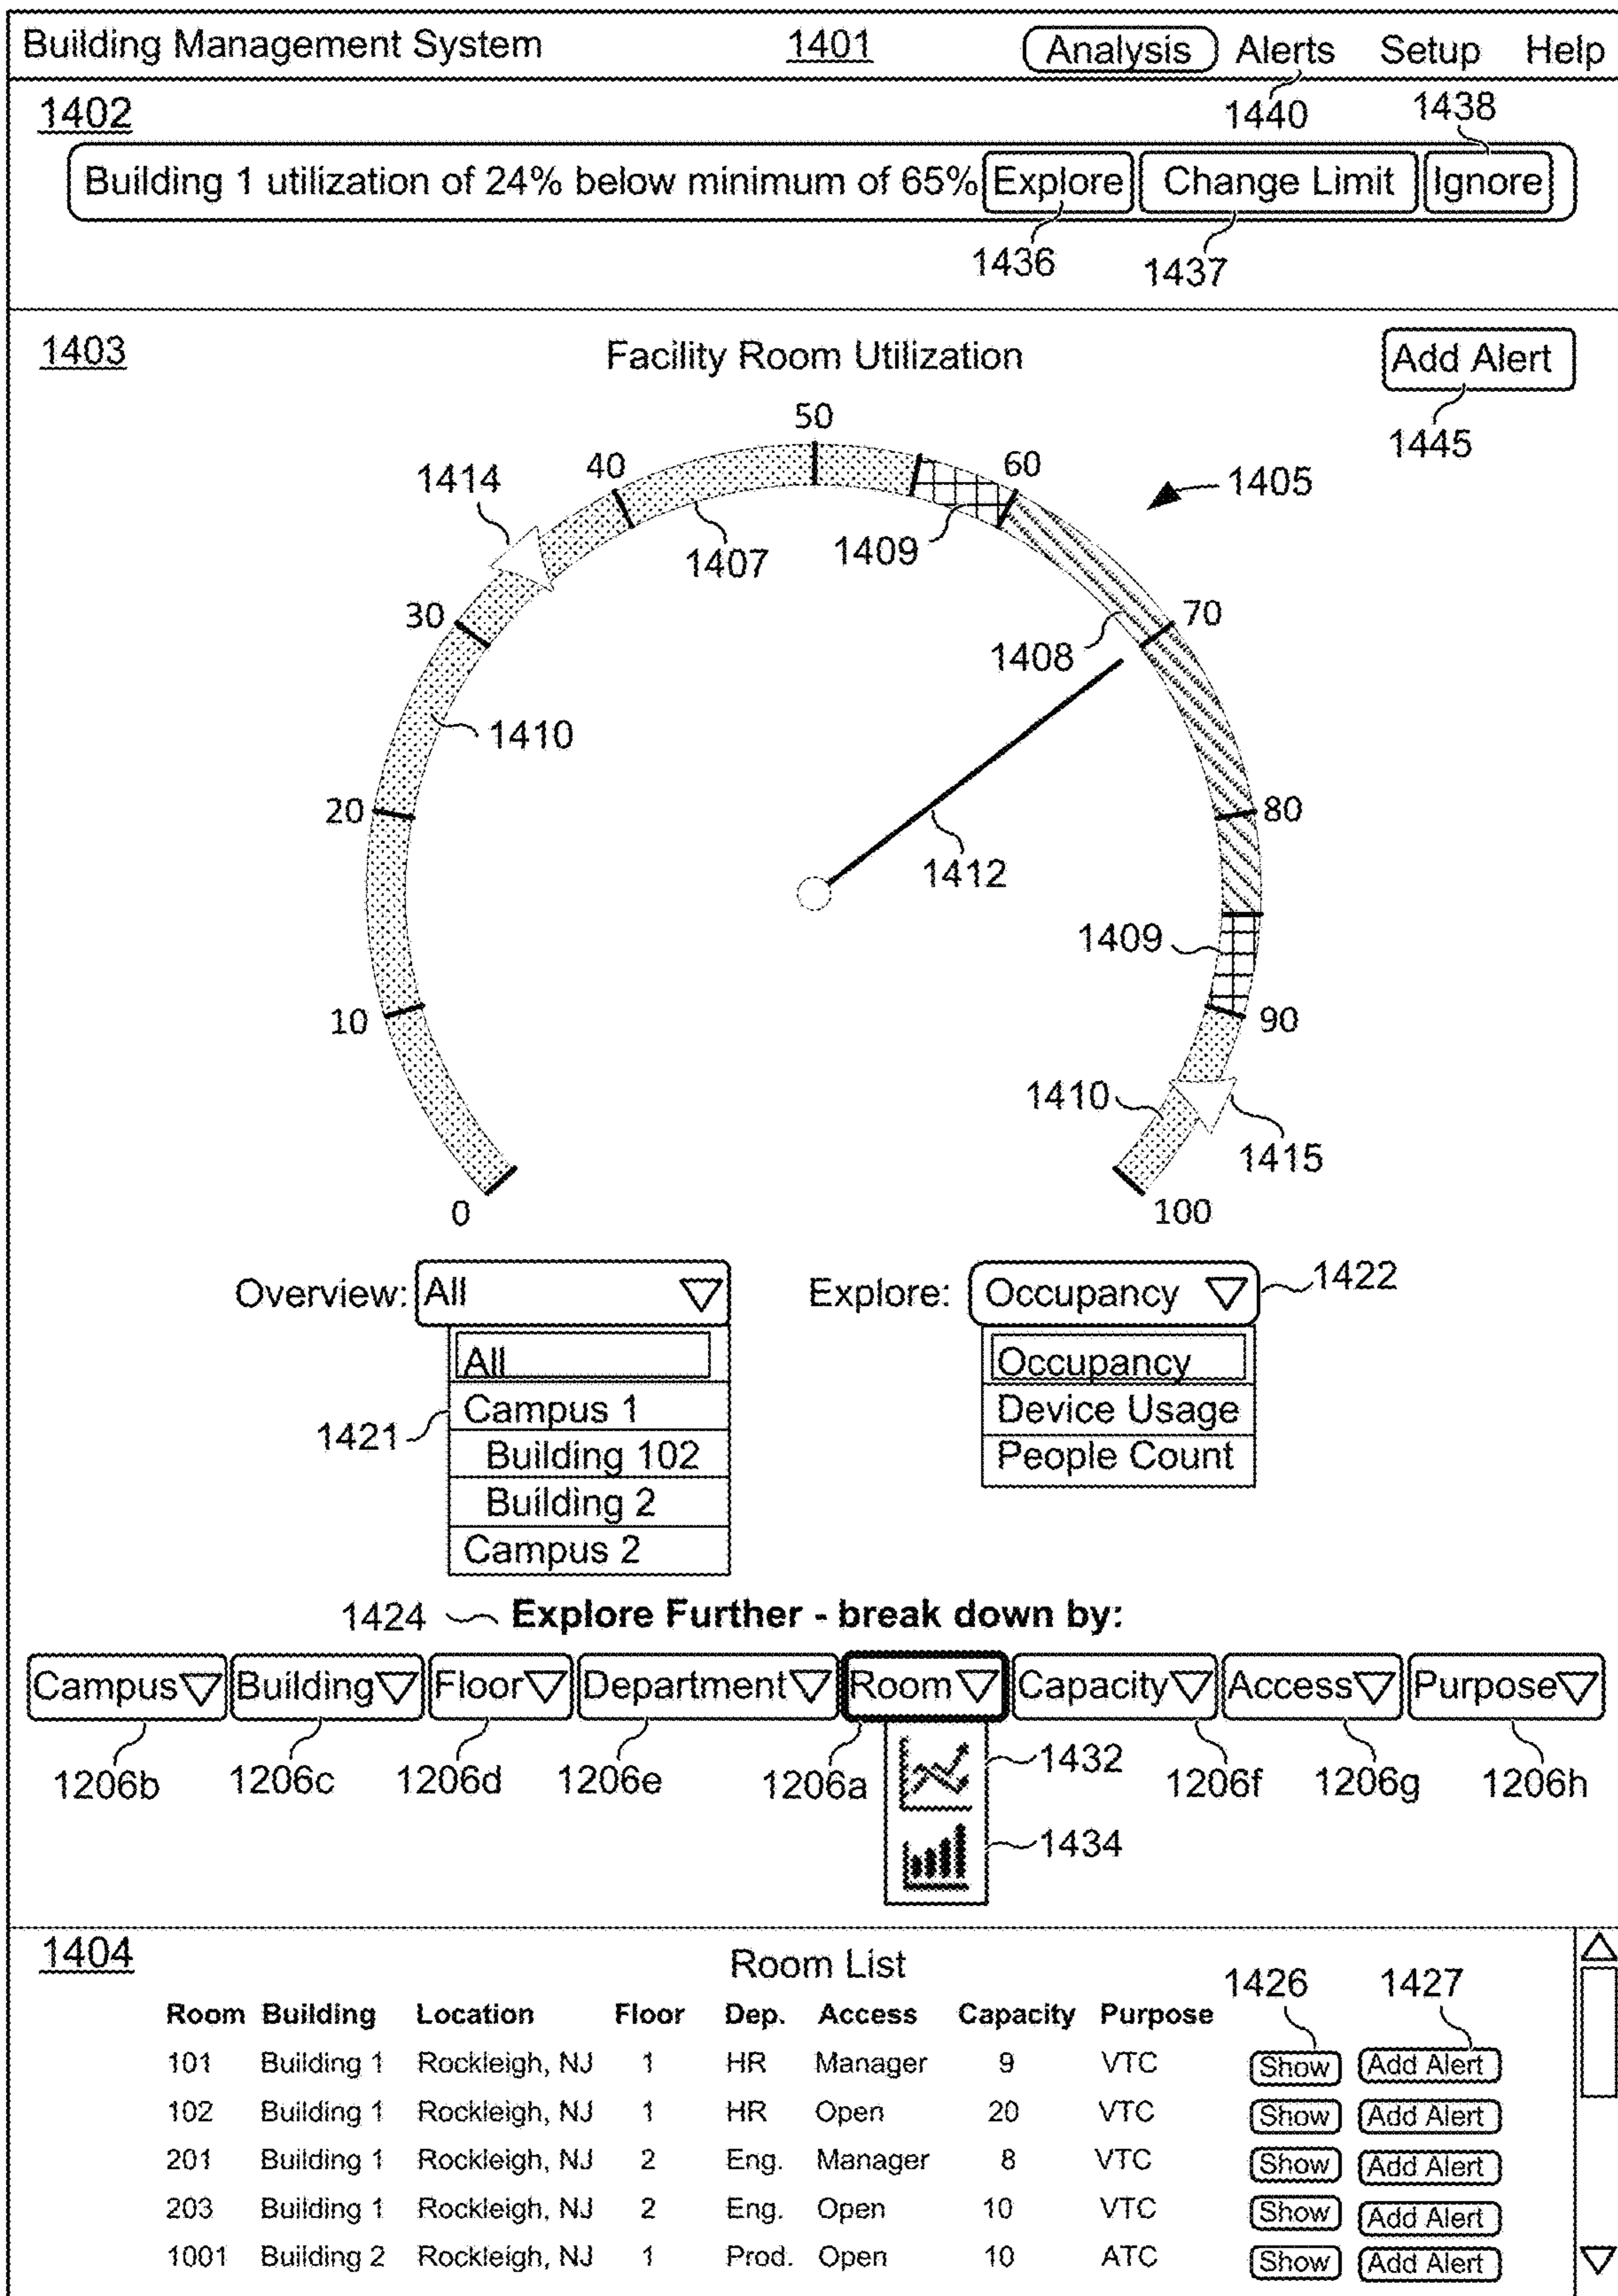 Building Management System 1401 Analysis Alerts Setup Help
1402 1440 1438
Building 1 utilization of 24% below minimum of 65% Explore Change Limit Ignore
1436 1437
1403 Facility Room Utilization Add Alert
1445
50
1414 40 60 1405
1407 1409
30 70
1408
1410
20 80
1412
1409
10 90
1410
1415
0 100
Overview: All Explore: Occupancy 1422
All Occupancy
1421 Campus 1 Device Usage
Building 102 People Count
Building 2
Campus 2
1424 Explore Further - break down by:
Campus Building Floor Department Room Capacity Access Purpose
1206b 1206c 1206d 1206e 1206a 1432 1206f 1206g 1206h
1434
1404 Room List
1426 1427
Room Building Location Floor Dep. Access Capacity Purpose
101 Building 1 Rockleigh, NJ 1 HR Manager 9 VTC Show Add Alert
102 Building 1 Rockleigh, NJ 1 HR Open 20 VTC Show Add Alert
201 Building 1 Rockleigh, NJ 2 Eng. Manager 8 VTC Show Add Alert
203 Building 1 Rockleigh, NJ 2 Eng. Open 10 VTC Show Add Alert
1001 Building 2 Rockleigh, NJ 1 Prod. Open 10 ATC Show Add Alert